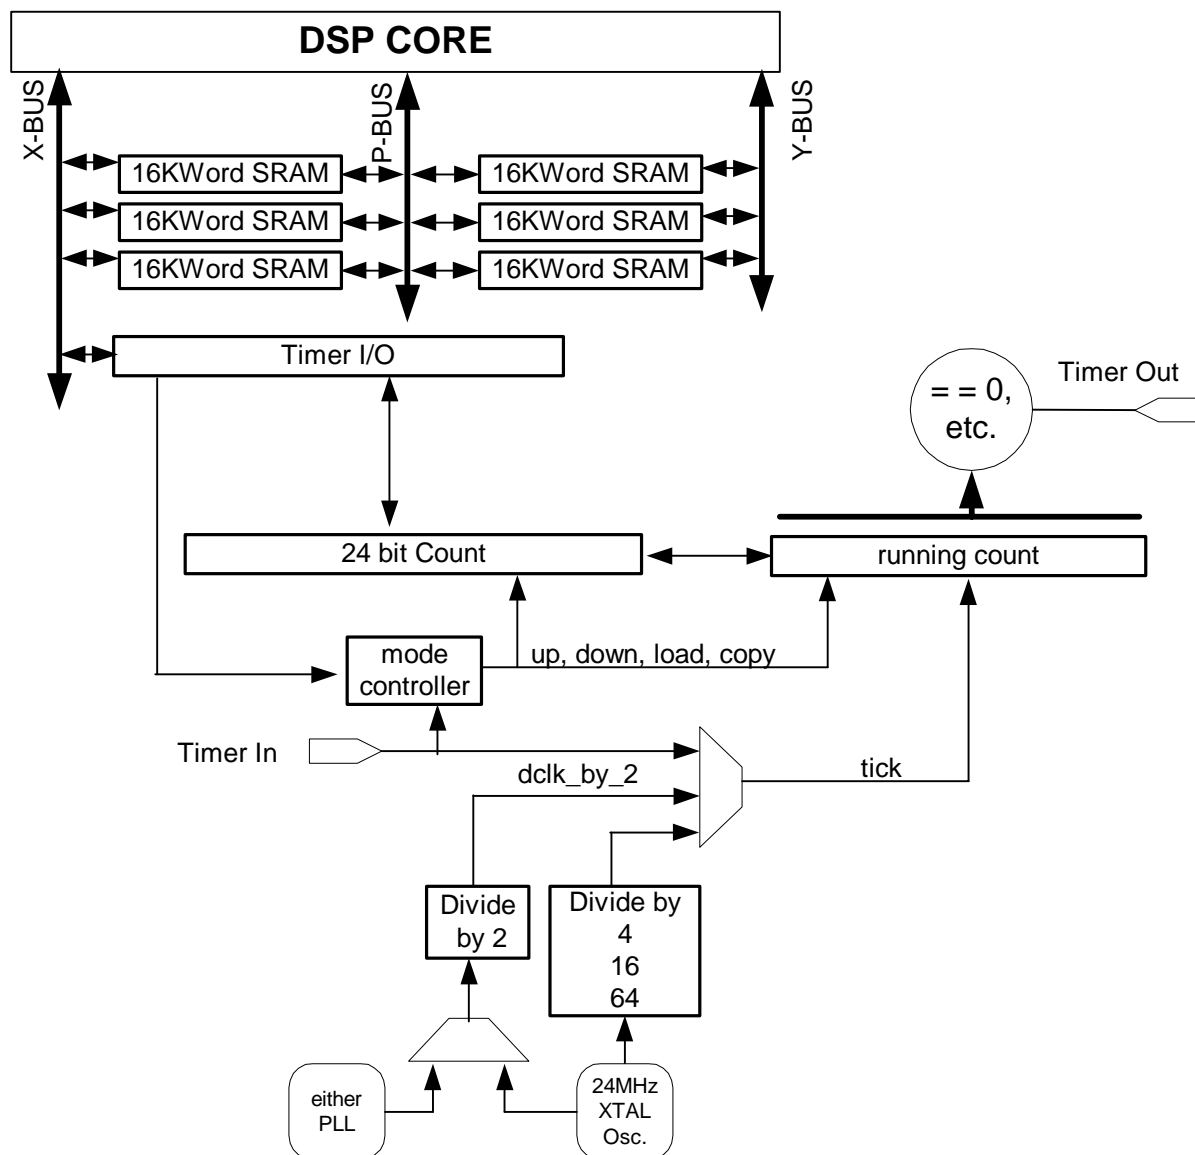 DSP CORE
X-BUS
P-BUS
Y-BUS
16KWord SRAM
16KWord SRAM
16KWord SRAM
16KWord SRAM
16KWord SRAM
16KWord SRAM
Timer I/O
= = 0,
etc.
Timer Out
24 bit Count
running count
mode
controller
up, down, load, copy
Timer In
dclk_by_2
tick
Divide
by 2
Divide by
4
16
64
either
PLL
24MHz
XTAL
Osc.